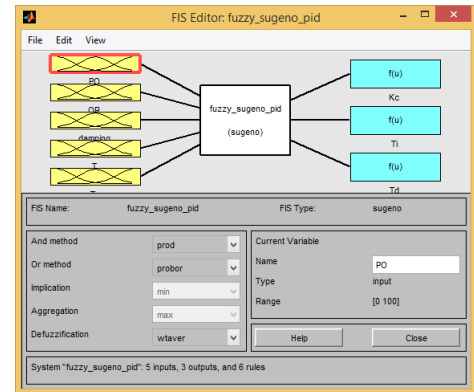 FIS Editor: fuzzy_sugeno_pid
File Edit View
PO
OR
damping
T
fuzzy_sugeno_pid
(sugeno)
f(u)
Kc
f(u)
Ti
f(u)
Td
FIS Name: fuzzy_sugeno_pid FIS Type: sugeno
And method prod
Or method probor
Implication min
Aggregation max
Defuzzification wtaver
Current Variable
Name PO
Type input
Range [0 100]
Help Close
System "fuzzy_sugeno_pid": 5 inputs, 3 outputs, and 6 rules